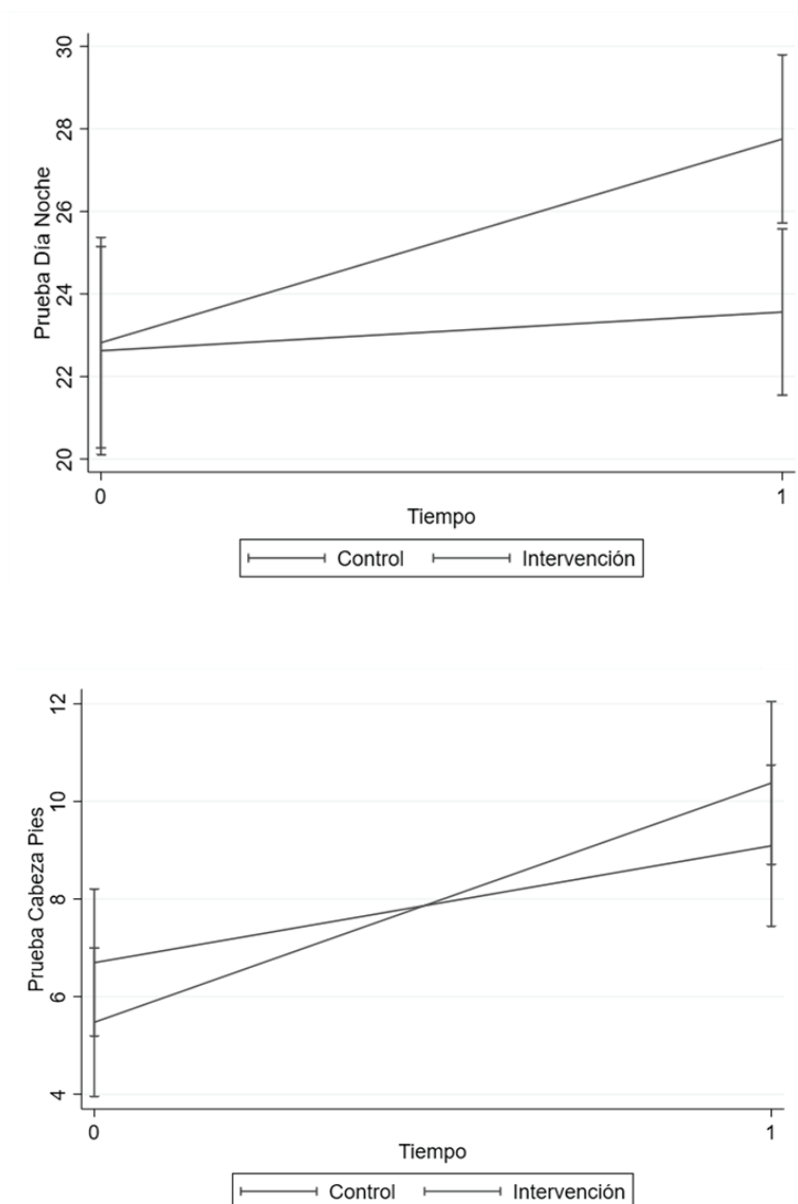 30
28
26
24
22
20
Prueba Día Noche
0 1
Tiempo
Control Intervención
12
10
8
6
4
Prueba Cabeza Pies
0 1
Tiempo
Control Intervención